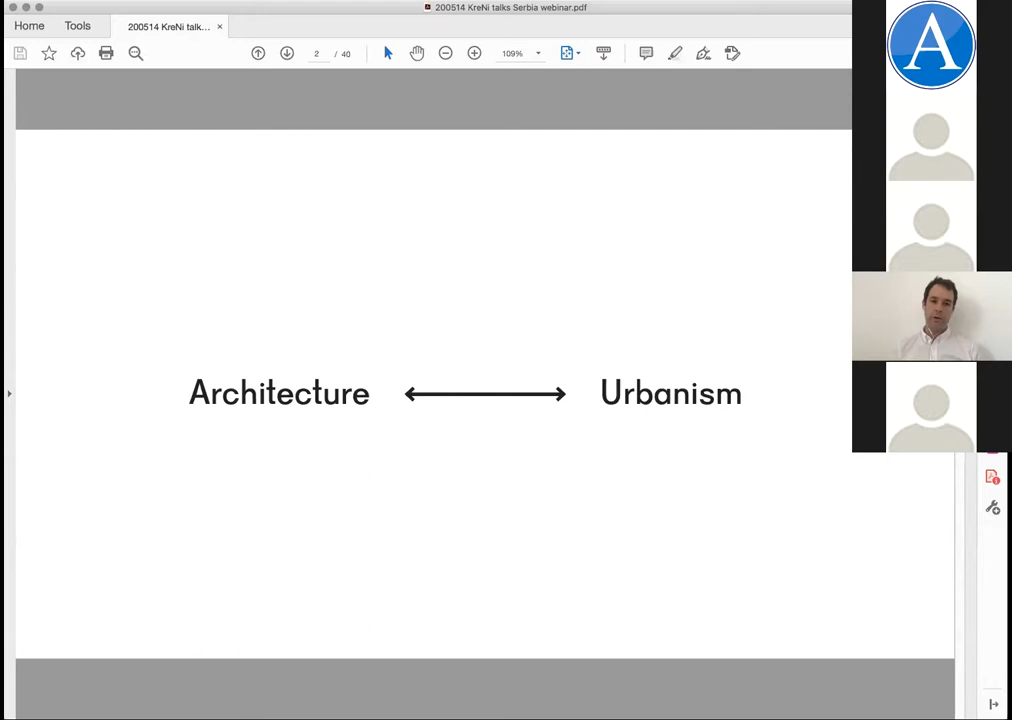 200514 KreNi talks Serbia webinar.pdf
Home Tools 200514 KreNi talk... ×
2 / 40 109%
A
Architecture ⟷ Urbanism